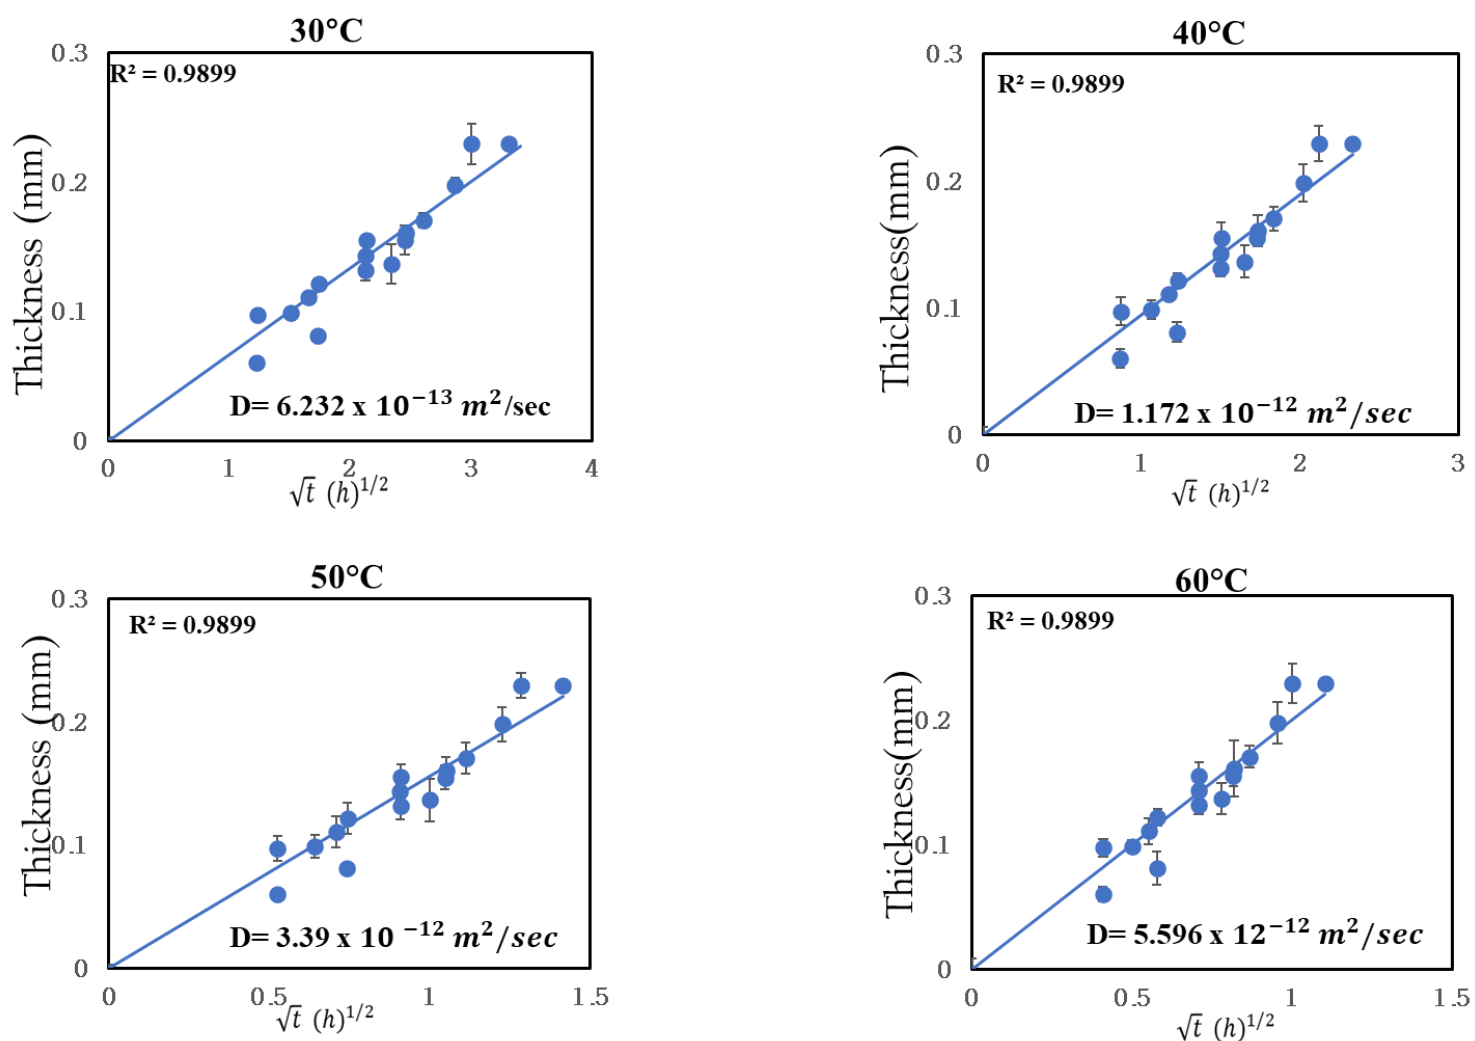 30°C
0.3
R² = 0.9899
0.2
0.1
0
Thickness (mm)
D= 6.232 x 10⁻¹³ m²/sec
0 1 2 3 4
√t (h)^1/2
40°C
0.3
R² = 0.9899
0.2
0.1
0
Thickness(mm)
D= 1.172 x 10⁻¹² m²/sec
0 1 2 3
√t (h)^1/2
50°C
0.3
R² = 0.9899
0.2
0.1
0
Thickness (mm)
D= 3.39 x 10 ⁻¹² m²/sec
0 0.5 1 1.5
√t (h)^1/2
60°C
0.3
R² = 0.9899
0.2
0.1
0
Thickness(mm)
D= 5.596 x 12⁻¹² m²/sec
0 0.5 1 1.5
√t (h)^1/2